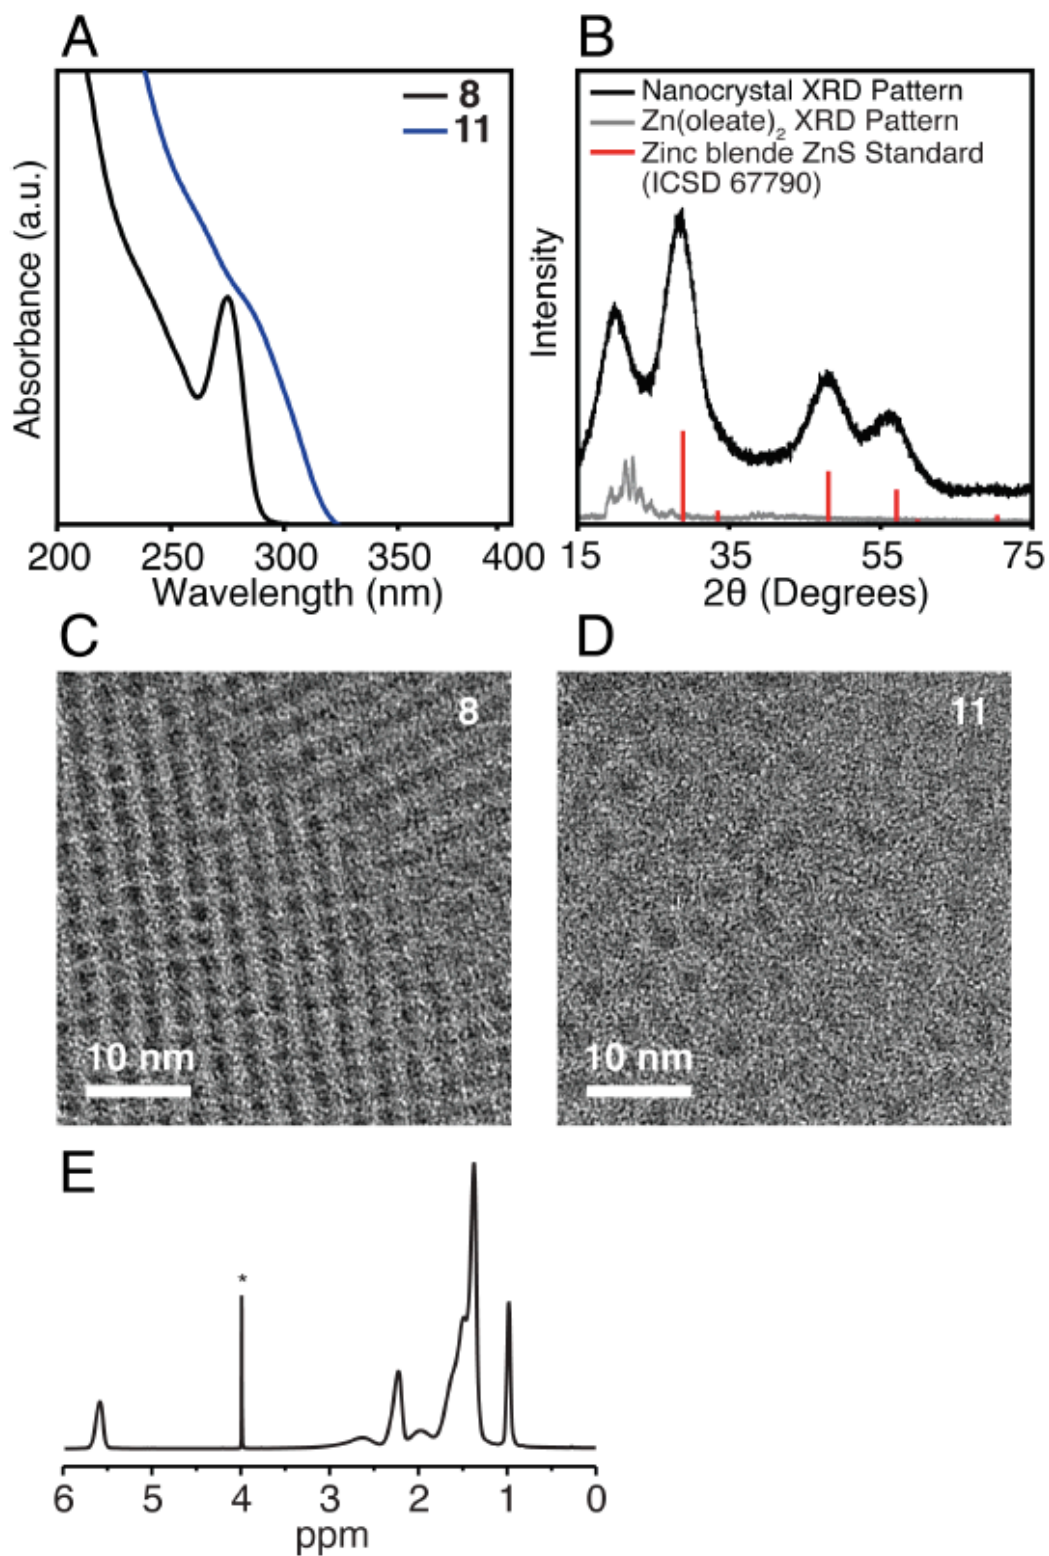 A
8
11
Absorbance (a.u.)
200 250 300 350 400
Wavelength (nm)
B
Nanocrystal XRD Pattern
Zn(oleate)₂ XRD Pattern
Zinc blende ZnS Standard
(ICSD 67790)
Intensity
15 35 55 75
2θ (Degrees)
C
8
10 nm
D
11
10 nm
E
*
6 5 4 3 2 1 0
ppm